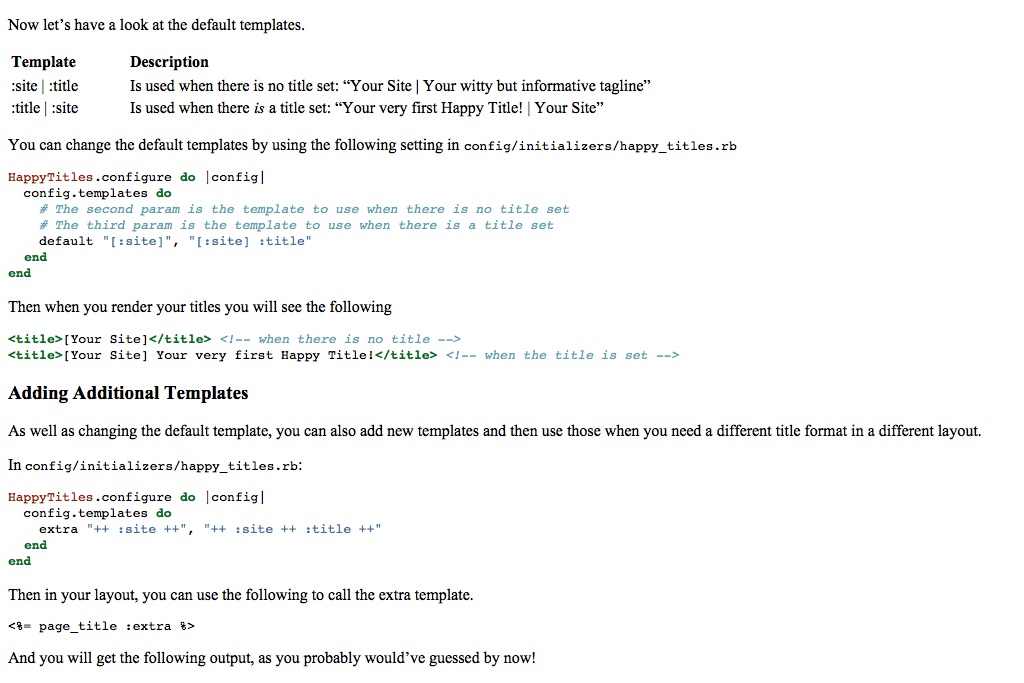 Now let’s have a look at the default templates.
Template Description
:site | :title Is used when there is no title set: “Your Site | Your witty but informative tagline”
:title | :site Is used when there is a title set: “Your very first Happy Title! | Your Site”
You can change the default templates by using the following setting in config/initializers/happy_titles.rb
HappyTitles.configure do |config|
  config.templates do
    # The second param is the template to use when there is no title set
    # The third param is the template to use when there is a title set
    default "[:site]", "[:site] :title"
  end
end
Then when you render your titles you will see the following
<title>[Your Site]</title> <!-- when there is no title -->
<title>[Your Site] Your very first Happy Title!</title> <!-- when the title is set -->
Adding Additional Templates
As well as changing the default template, you can also add new templates and then use those when you need a different title format in a different layout.
In config/initializers/happy_titles.rb:
HappyTitles.configure do |config|
  config.templates do
    extra "++ :site ++", "++ :site ++ :title ++"
  end
end
Then in your layout, you can use the following to call the extra template.
<%= page_title :extra %>
And you will get the following output, as you probably would’ve guessed by now!